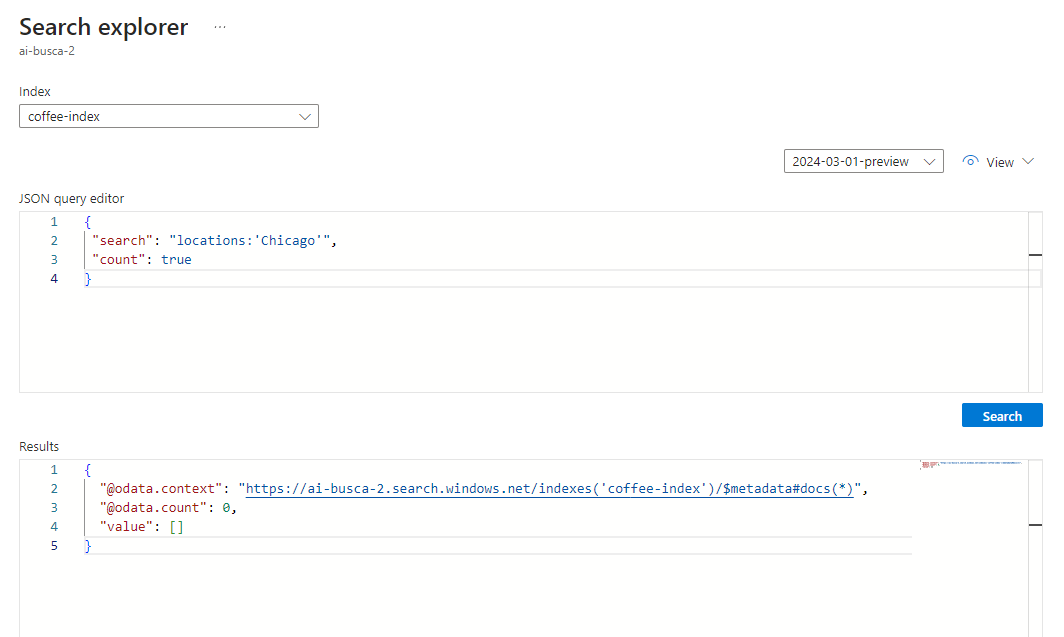 Search explorer ...
ai-busca-2
Index
coffee-index
2024-03-01-preview View
JSON query editor
1 {
2 "search": "locations:'Chicago'",
3 "count": true
4 }
Search
Results
1 {
2 "@odata.context": "https://ai-busca-2.search.windows.net/indexes('coffee-index')/$metadata#docs(*)",
3 "@odata.count": 0,
4 "value": []
5 }